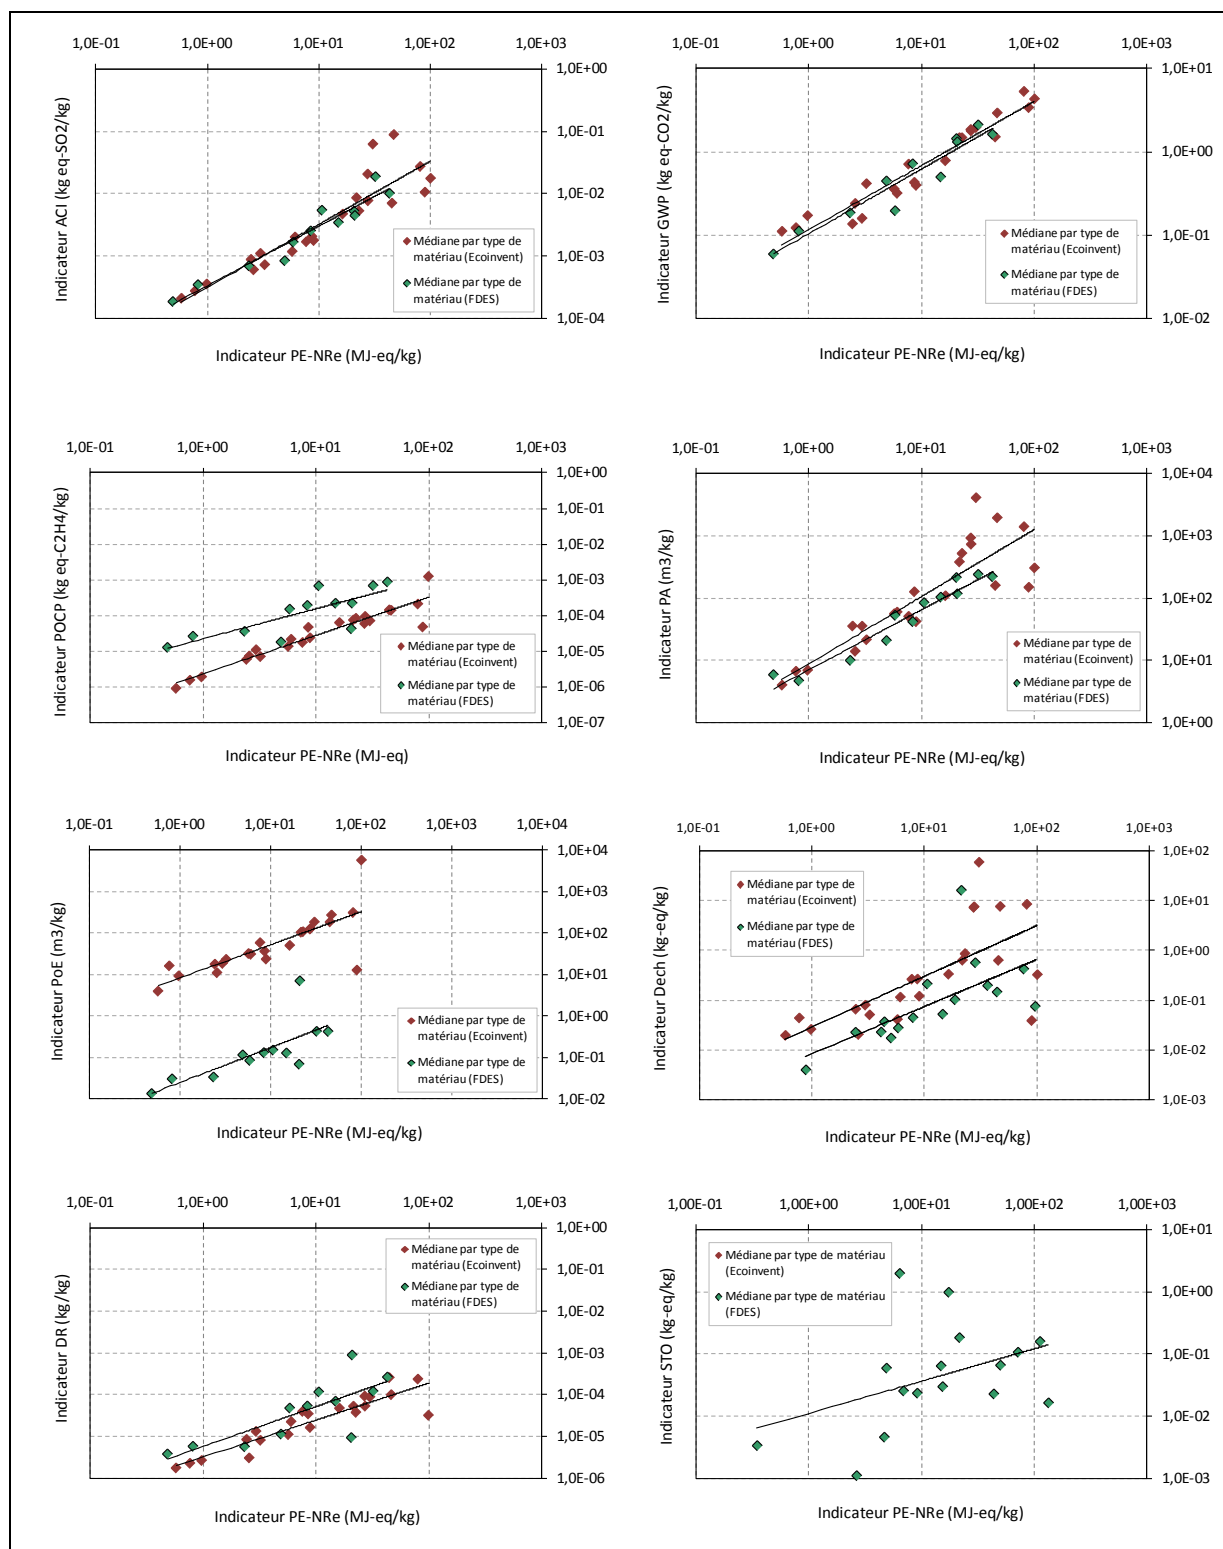 1,0E-01 1,0E+00 1,0E+01 1,0E+02 1,0E+03
1,0E+00
1,0E-01
1,0E-02
1,0E-03
1,0E-04
Indicateur ACI (kg eq-SO2/kg)
Médiane par type de
matériau (Ecoinvent)
Médiane par type de
matériau (FDES)
Indicateur PE-NRe (MJ-eq/kg)
1,0E-01 1,0E+00 1,0E+01 1,0E+02 1,0E+03
1,0E+01
1,0E+00
1,0E-01
1,0E-02
Indicateur GWP (kg eq-CO2/kg)
Médiane par type de
matériau (Ecoinvent)
Médiane par type de
matériau (FDES)
Indicateur PE-NRe (MJ-eq/kg)
1,0E-01 1,0E+00 1,0E+01 1,0E+02 1,0E+03
1,0E+00
1,0E-01
1,0E-02
1,0E-03
1,0E-04
1,0E-05
1,0E-06
1,0E-07
Indicateur POCP (kg eq-C2H4/kg)
Médiane par type de
matériau (Ecoinvent)
Médiane par type de
matériau (FDES)
Indicateur PE-NRe (MJ-eq)
1,0E-01 1,0E+00 1,0E+01 1,0E+02 1,0E+03
1,0E+04
1,0E+03
1,0E+02
1,0E+01
1,0E+00
Indicateur PA (m3/kg)
Médiane par type de
matériau (Ecoinvent)
Médiane par type de
matériau (FDES)
Indicateur PE-NRe (MJ-eq/kg)
1,0E-01 1,0E+00 1,0E+01 1,0E+02 1,0E+03 1,0E+04
1,0E+04
1,0E+03
1,0E+02
1,0E+01
1,0E+00
1,0E-01
1,0E-02
Indicateur PoE (m3/kg)
Médiane par type de
matériau (Ecoinvent)
Médiane par type de
matériau (FDES)
Indicateur PE-NRe (MJ-eq/kg)
1,0E-01 1,0E+00 1,0E+01 1,0E+02 1,0E+03
1,0E+02
1,0E+01
1,0E+00
1,0E-01
1,0E-02
1,0E-03
Indicateur Dech (kg-eq/kg)
Médiane par type de
matériau (Ecoinvent)
Médiane par type de
matériau (FDES)
Indicateur PE-NRe (MJ-eq/kg)
1,0E-01 1,0E+00 1,0E+01 1,0E+02 1,0E+03
1,0E+00
1,0E-01
1,0E-02
1,0E-03
1,0E-04
1,0E-05
1,0E-06
Indicateur DR (kg/kg)
Médiane par type de
matériau (Ecoinvent)
Médiane par type de
matériau (FDES)
Indicateur PE-NRe (MJ-eq/kg)
1,00E-01 1,00E+00 1,00E+01 1,00E+02 1,00E+03
1,0E+01
1,0E+00
1,0E-01
1,0E-02
1,0E-03
Indicateur STO (kg-eq/kg)
Médiane par type de matériau
(Ecoinvent)
Médiane par type de matériau
(FDES)
Indicateur PE-NRe (MJ-eq/kg)